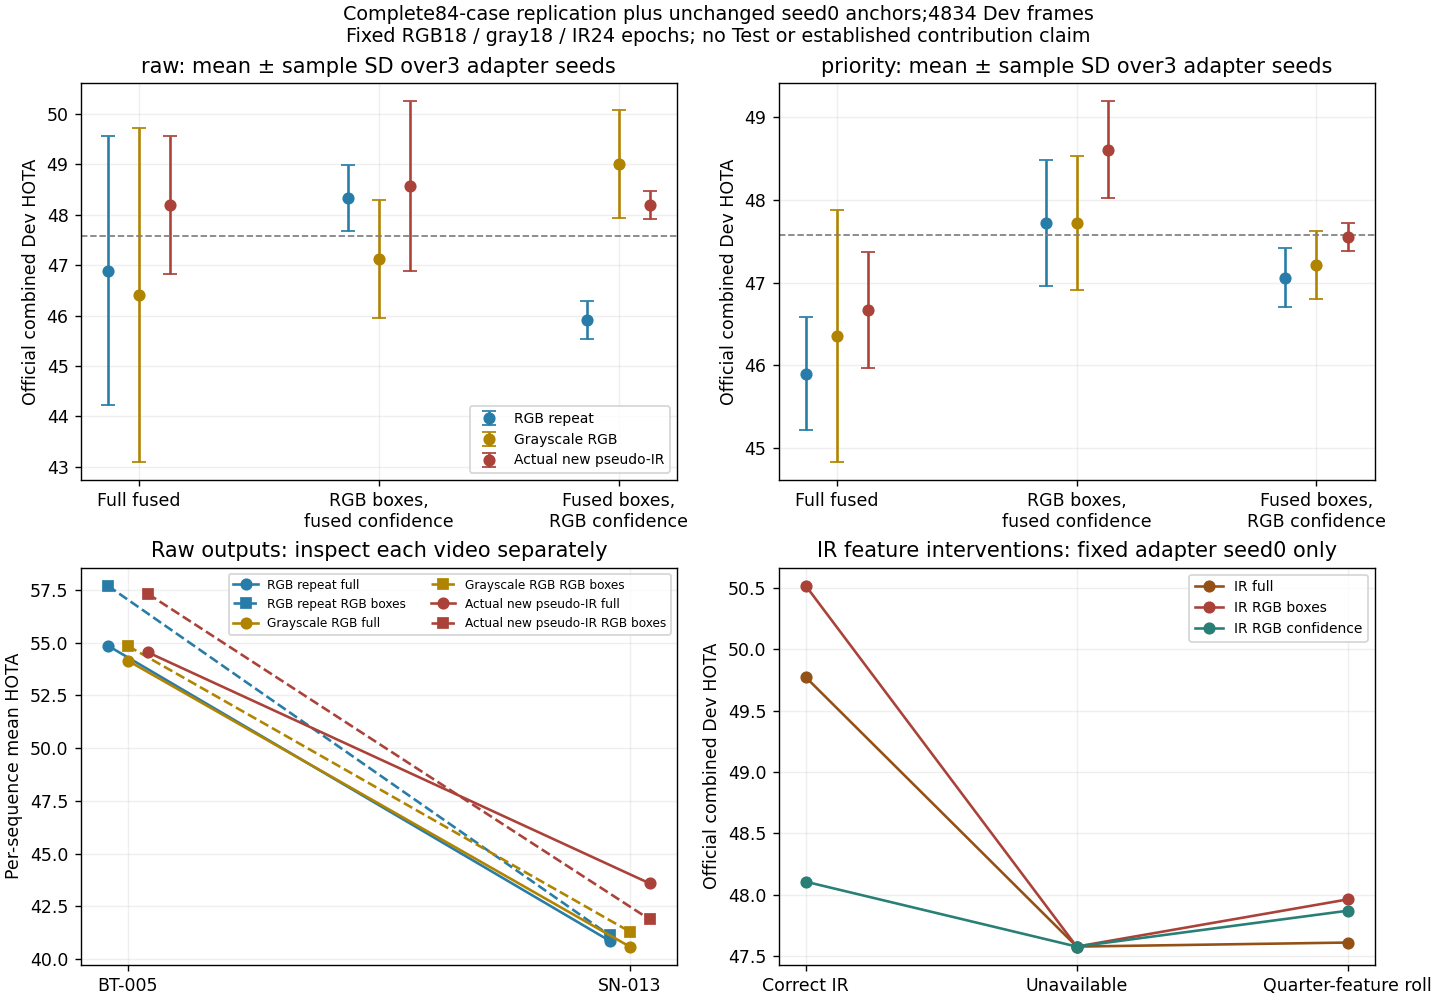 Complete84-case replication plus unchanged seed0 anchors;4834 Dev frames
Fixed RGB18 / gray18 / IR24 epochs; no Test or established contribution claim
raw: mean ± sample SD over3 adapter seeds
Official combined Dev HOTA
50
49
48
47
46
45
44
43
RGB repeat
Grayscale RGB
Actual new pseudo-IR
Full fused
RGB boxes,
fused confidence
Fused boxes,
RGB confidence
priority: mean ± sample SD over3 adapter seeds
Official combined Dev HOTA
49
48
47
46
45
Full fused
RGB boxes,
fused confidence
Fused boxes,
RGB confidence
Raw outputs: inspect each video separately
Per-sequence mean HOTA
57.5
55.0
52.5
50.0
47.5
45.0
42.5
40.0
RGB repeat full
RGB repeat RGB boxes
Grayscale RGB full
Grayscale RGB RGB boxes
Actual new pseudo-IR full
Actual new pseudo-IR RGB boxes
BT-005
SN-013
IR feature interventions: fixed adapter seed0 only
Official combined Dev HOTA
50.5
50.0
49.5
49.0
48.5
48.0
47.5
IR full
IR RGB boxes
IR RGB confidence
Correct IR
Unavailable
Quarter-feature roll